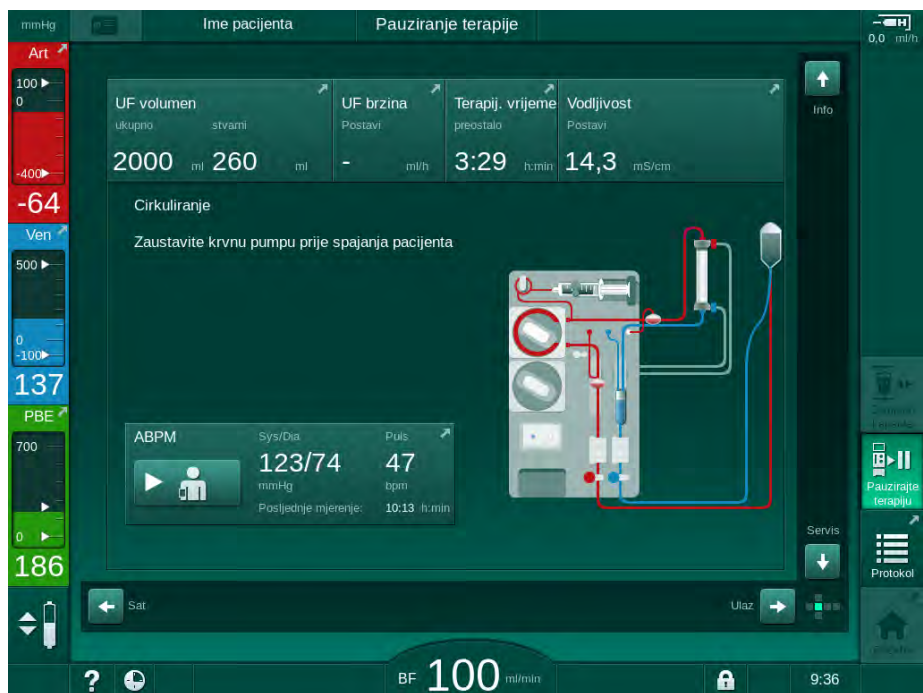 mmHg
Ime pacijenta
Pauziranje terapije
0,0 ml/h
Art
100
0
-400
-64
Ven
500
0
-100
137
PBE
700
0
186
UF volumen
ukupno stvarni
2000 ml 260 ml
UF brzina
Postavi
- ml/h
Terapij. vrijeme
preostalo
3:29 h:min
Vodljivost
Postavi
14,3 mS/cm
Info
Cirkuliranje
Zaustavite krvnu pumpu prije spajanja pacijenta
ABPM
Sys/Dia Puls
123/74 47
mmHg bpm
Posljednje mjerenje: 10:13 h:min
Pauzirajte
terapiju
Servis
Protokol
Sat
Ulaz
?
BF 100 ml/min
9:36